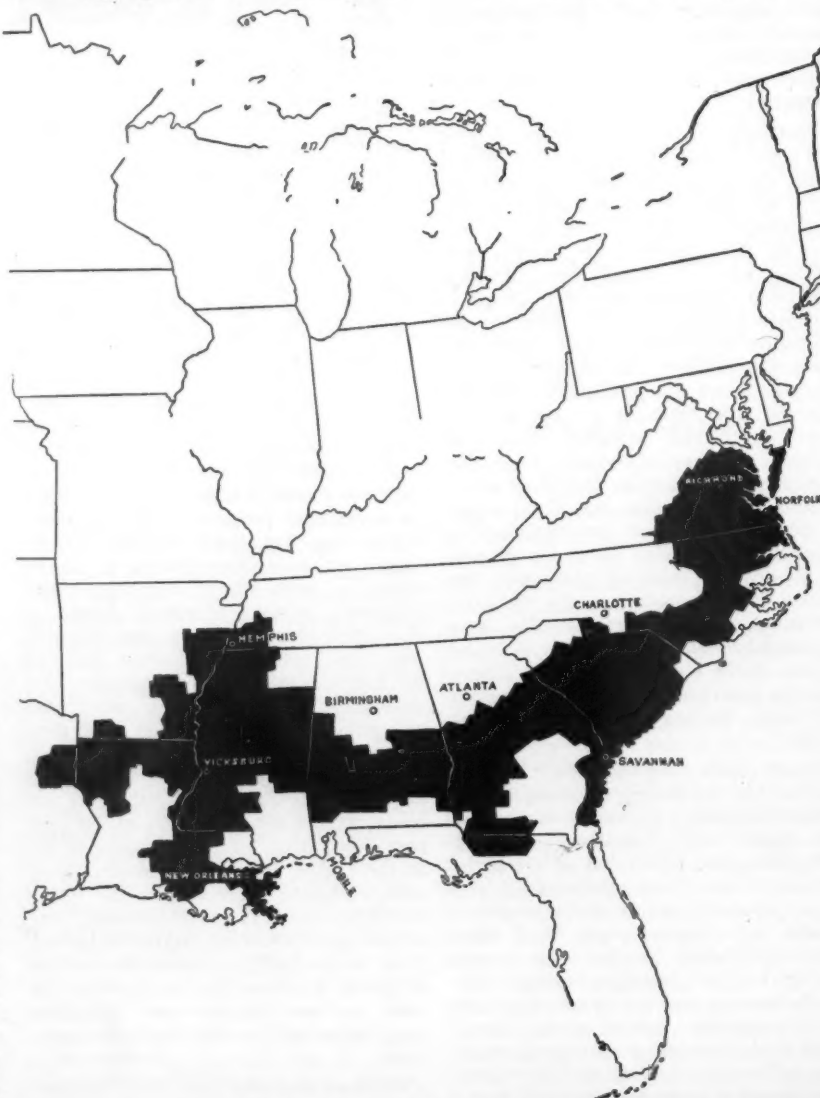 RICHMOND
NORFOLK
CHARLOTTE
MEMPHIS
ATLANTA
BIRMINGHAM
VICKSBURG
SAVANNAH
NEW ORLEANS
MOBILE